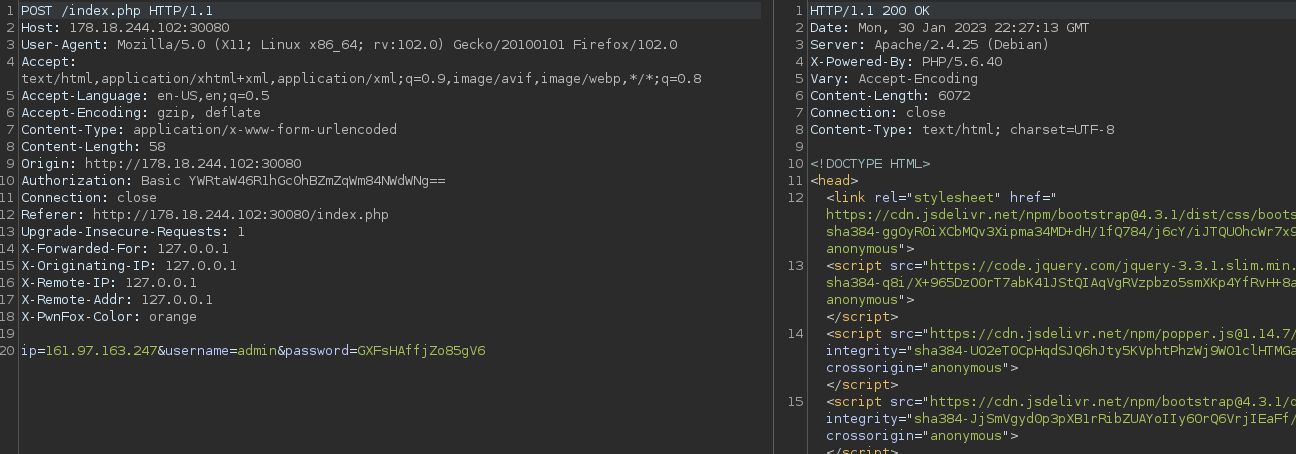 1 POST /index.php HTTP/1.1
2 Host: 178.18.244.102:30080
3 User-Agent: Mozilla/5.0 (X11; Linux x86_64; rv:102.0) Gecko/20100101 Firefox/102.0
4 Accept:
text/html,application/xhtml+xml,application/xml;q=0.9,image/avif,image/webp,*/*;q=0.8
5 Accept-Language: en-US,en;q=0.5
6 Accept-Encoding: gzip, deflate
7 Content-Type: application/x-www-form-urlencoded
8 Content-Length: 58
9 Origin: http://178.18.244.102:30080
10 Authorization: Basic YWRtaW46R1hGc0hBZmZqWm84NWdWNg==
11 Connection: close
12 Referer: http://178.18.244.102:30080/index.php
13 Upgrade-Insecure-Requests: 1
14 X-Forwarded-For: 127.0.0.1
15 X-Originating-IP: 127.0.0.1
16 X-Remote-IP: 127.0.0.1
17 X-Remote-Addr: 127.0.0.1
18 X-PwnFox-Color: orange
19
20 ip=161.97.163.247&username=admin&password=GXFsHAffjZo85gV6
1 HTTP/1.1 200 OK
2 Date: Mon, 30 Jan 2023 22:27:13 GMT
3 Server: Apache/2.4.25 (Debian)
4 X-Powered-By: PHP/5.6.40
5 Vary: Accept-Encoding
6 Content-Length: 6072
7 Connection: close
8 Content-Type: text/html; charset=UTF-8
9
10 <!DOCTYPE HTML>
11 <head>
12 <link rel="stylesheet" href="
https://cdn.jsdelivr.net/npm/bootstrap@4.3.1/dist/css/boots
sha384-ggOyR0iXCbMQv3Xipma34MD+dH/1fQ784/j6cY/iJTQUOhcWr7x9
anonymous">
13 <script src="https://code.jquery.com/jquery-3.3.1.slim.min.
sha384-q8i/X+965DzO0rT7abK41JStQIAqVgRVzpbzo5smXKp4YfRvH+8a
anonymous">
</script>
14 <script src="https://cdn.jsdelivr.net/npm/popper.js@1.14.7/
integrity="sha384-UO2eT0CpHqdSJQ6hJty5KVphtPhzWj9WO1clHTMGa
crossorigin="anonymous">
</script>
15 <script src="https://cdn.jsdelivr.net/npm/bootstrap@4.3.1/d
integrity="sha384-JjSmVgyd0p3pXB1rRibZUAYoIIy6OrQ6VrjIEaFf/
crossorigin="anonymous">
</script>